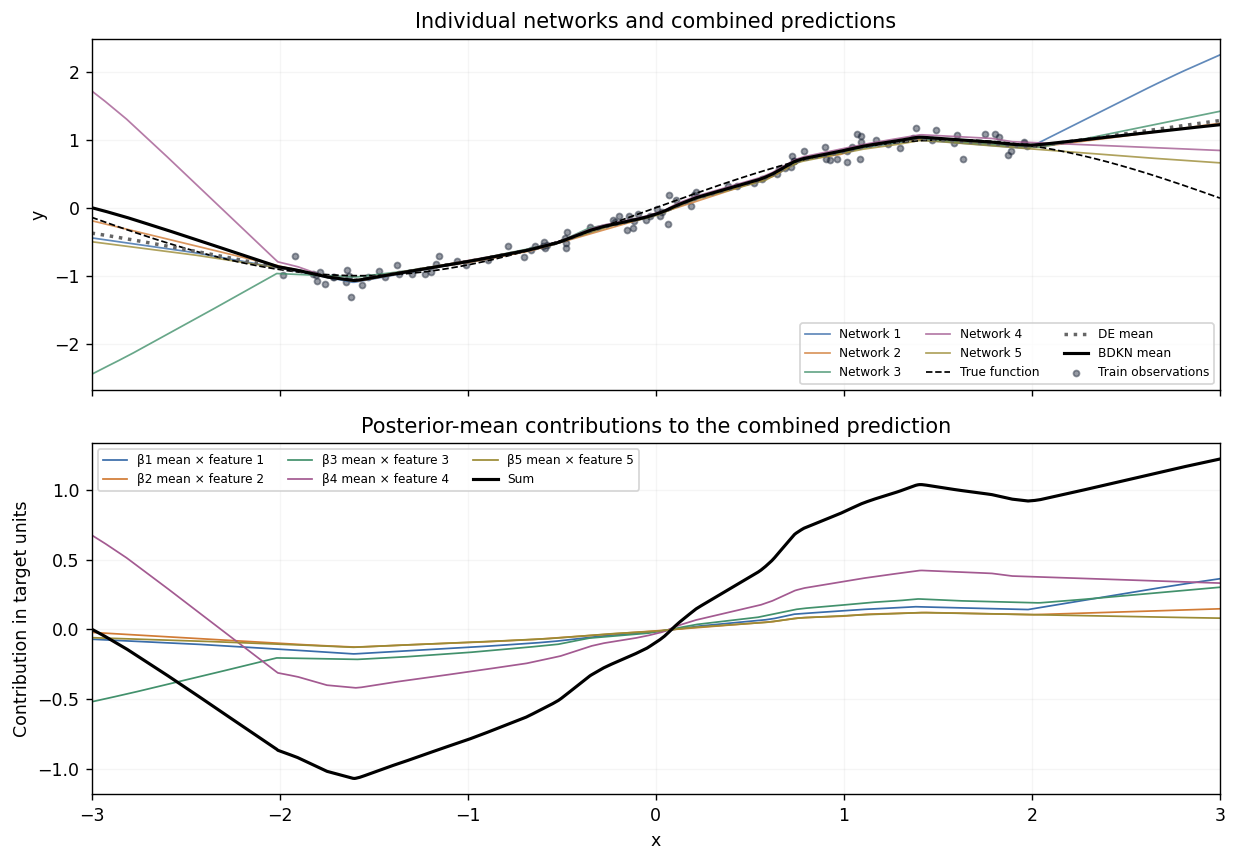 Individual networks and combined predictions
y
2
1
0
−1
−2
Network 1
Network 2
Network 3
Network 4
Network 5
True function
DE mean
BDKN mean
Train observations
Posterior-mean contributions to the combined prediction
Contribution in target units
1.0
0.5
0.0
−0.5
−1.0
β1 mean × feature 1
β2 mean × feature 2
β3 mean × feature 3
β4 mean × feature 4
β5 mean × feature 5
Sum
−3
−2
−1
0
1
2
3
x